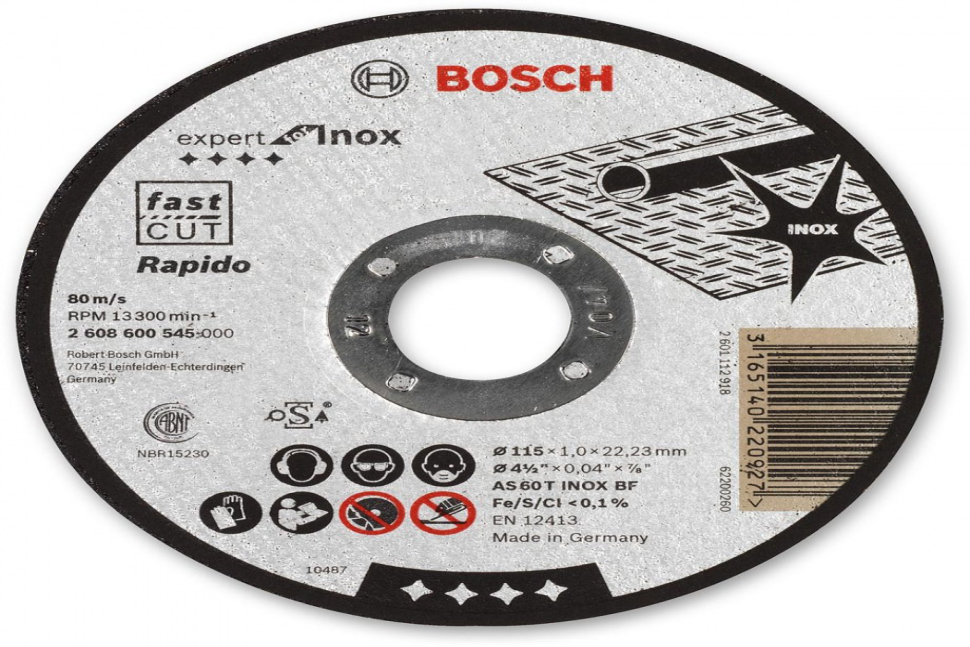 BOSCH
expert for Inox
fast
CUT
Rapido
INOX
80 m/s
RPM 13 300 min⁻¹
2 608 600 545-000
Robert Bosch GmbH
70745 Leinfelden-Echterdingen
Germany
ABNT
NBR15230
S®
Ø 115 × 1,0 × 22,23 mm
Ø 4½" × 0,04" × ⅞"
AS 60 T INOX BF
Fe/S/Cl < 0,1 %
EN 12413
Made in Germany
10487
2 601 112 918
3 165140 220927 >
62200260